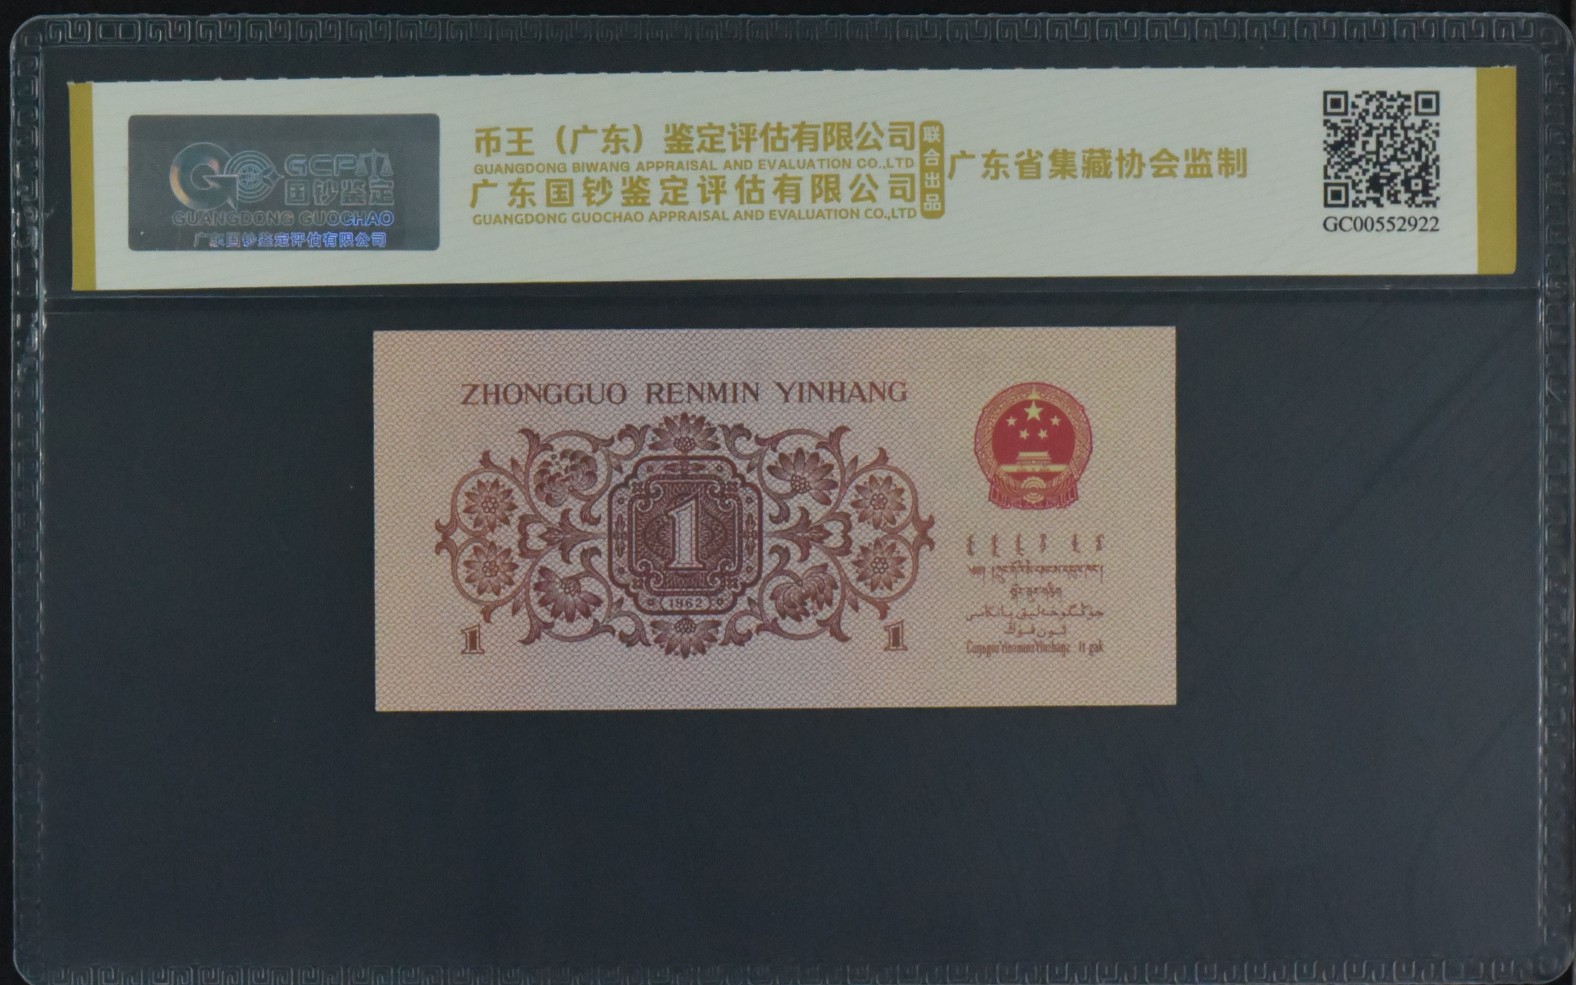 GCP
国钞鉴定
GUANGDONG GUOCHAO
广东国钞鉴定评估有限公司
币王（广东）鉴定评估有限公司
GUANGDONG BIWANG APPRAISAL AND EVALUATION CO.,LTD
广东国钞鉴定评估有限公司
GUANGDONG GUOCHAO APPRAISAL AND EVALUATION CO.,LTD
联合出品
广东省集藏协会监制
GC00552922
ZHONGGUO RENMIN YINHANG
1
1962
1
1